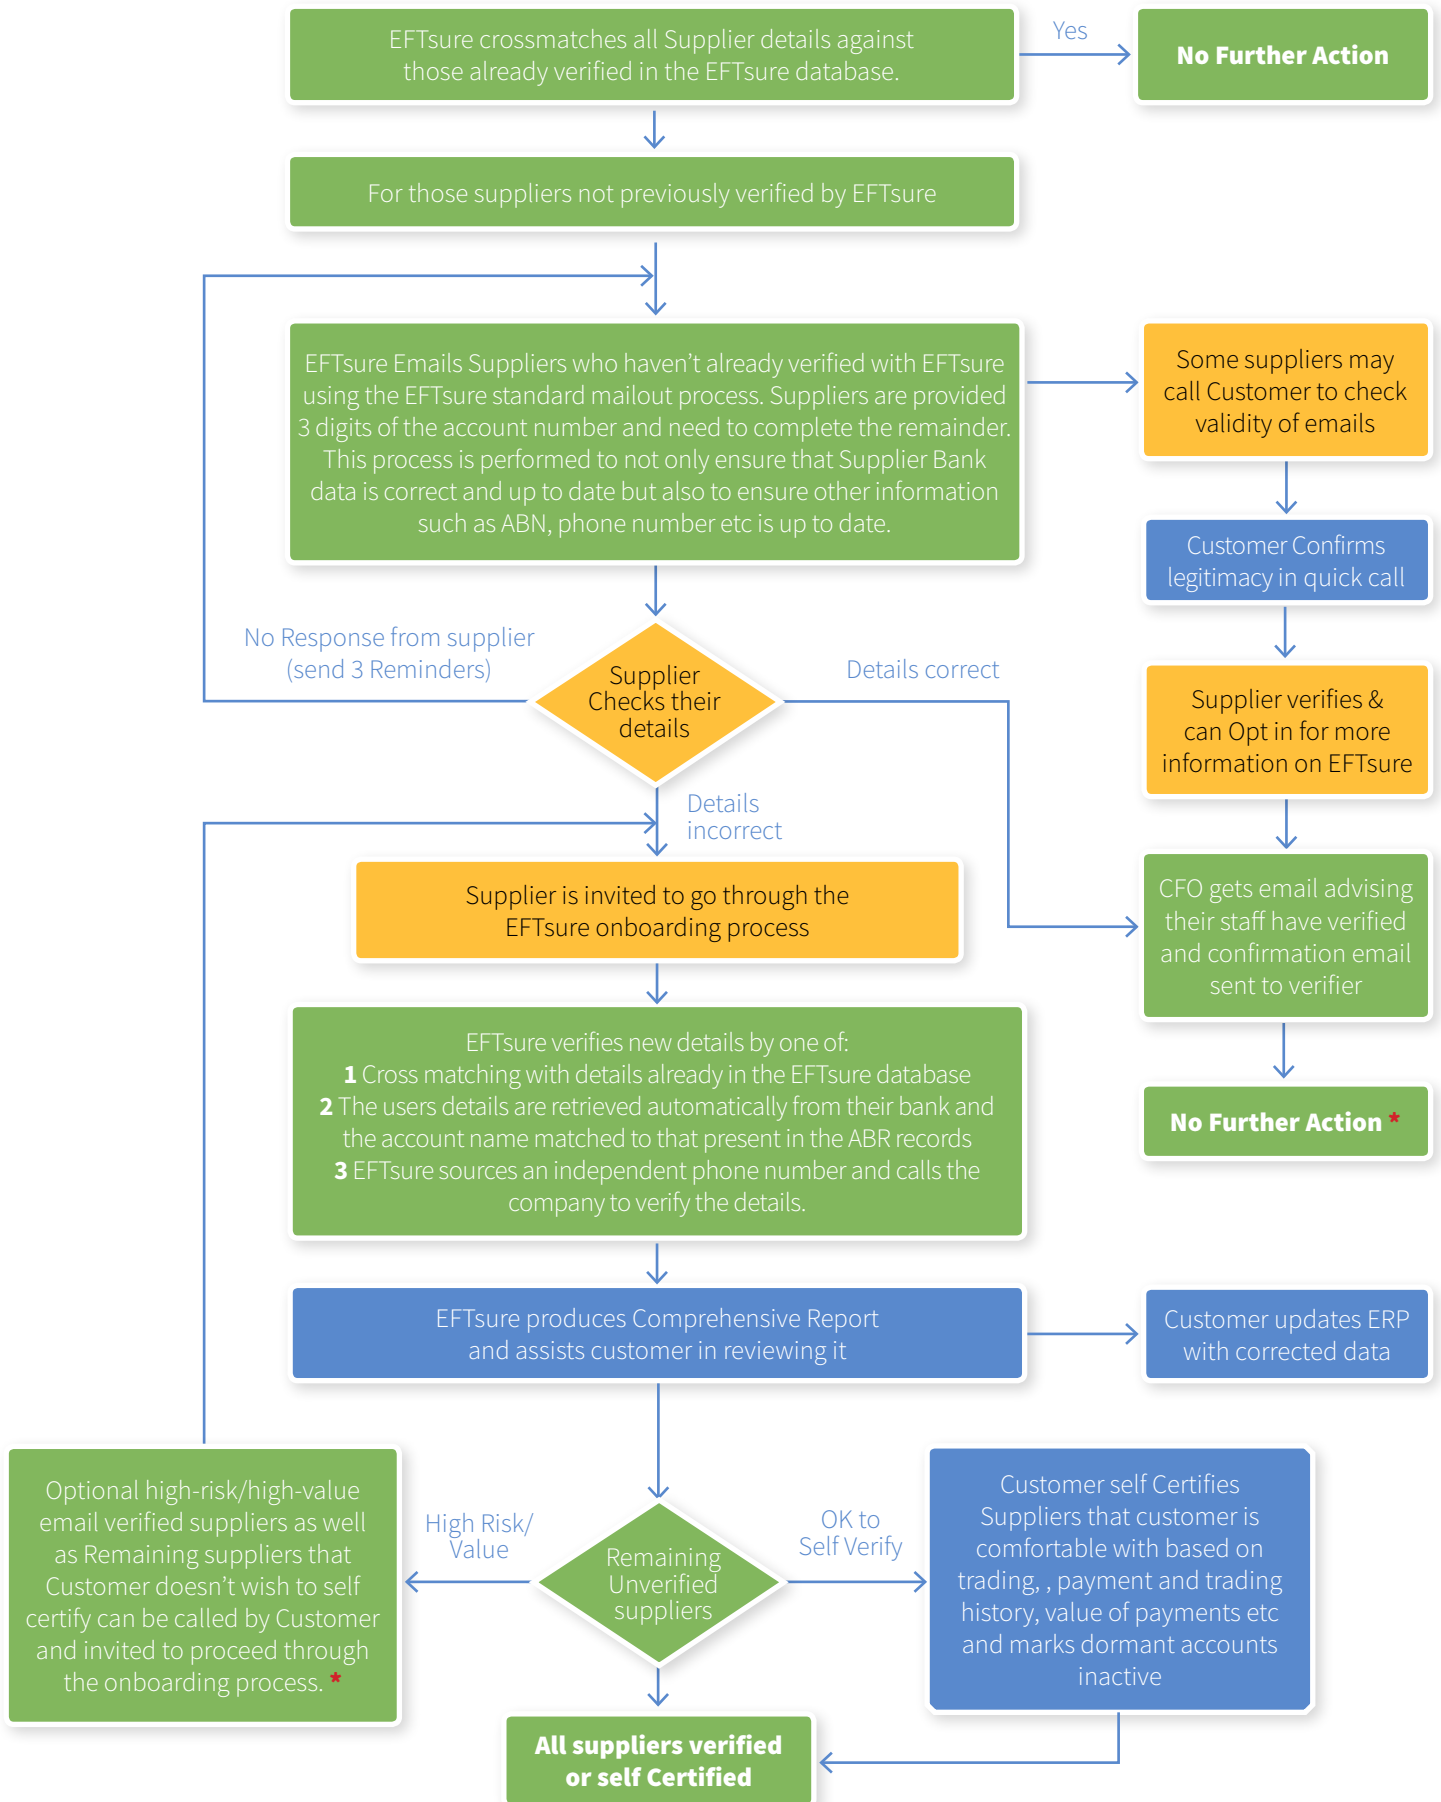 EFTsure crossmatches all Supplier details against
those already verified in the EFTsure database.
Yes
No Further Action
For those suppliers not previously verified by EFTsure
EFTsure Emails Suppliers who haven’t already verified with EFTsure
using the EFTsure standard mailout process. Suppliers are provided
3 digits of the account number and need to complete the remainder.
This process is performed to not only ensure that Supplier Bank
data is correct and up to date but also to ensure other information
such as ABN, phone number etc is up to date.
Some suppliers may
call Customer to check
validity of emails
Customer Confirms
legitimacy in quick call
No Response from supplier
(send 3 Reminders)
Supplier
Checks their
details
Details correct
Supplier verifies &
can Opt in for more
information on EFTsure
Details
incorrect
Supplier is invited to go through the
EFTsure onboarding process
CFO gets email advising
their staff have verified
and confirmation email
sent to verifier
EFTsure verifies new details by one of:
1 Cross matching with details already in the EFTsure database
2 The users details are retrieved automatically from their bank and
the account name matched to that present in the ABR records
3 EFTsure sources an independent phone number and calls the
company to verify the details.
No Further Action *
EFTsure produces Comprehensive Report
and assists customer in reviewing it
Customer updates ERP
with corrected data
Optional high-risk/high-value
email verified suppliers as well
as Remaining suppliers that
Customer doesn’t wish to self
certify can be called by Customer
and invited to proceed through
the onboarding process. *
High Risk/
Value
Remaining
Unverified
suppliers
OK to
Self Verify
Customer self Certifies
Suppliers that customer is
comfortable with based on
trading, , payment and trading
history, value of payments etc
and marks dormant accounts
inactive
All suppliers verified
or self Certified